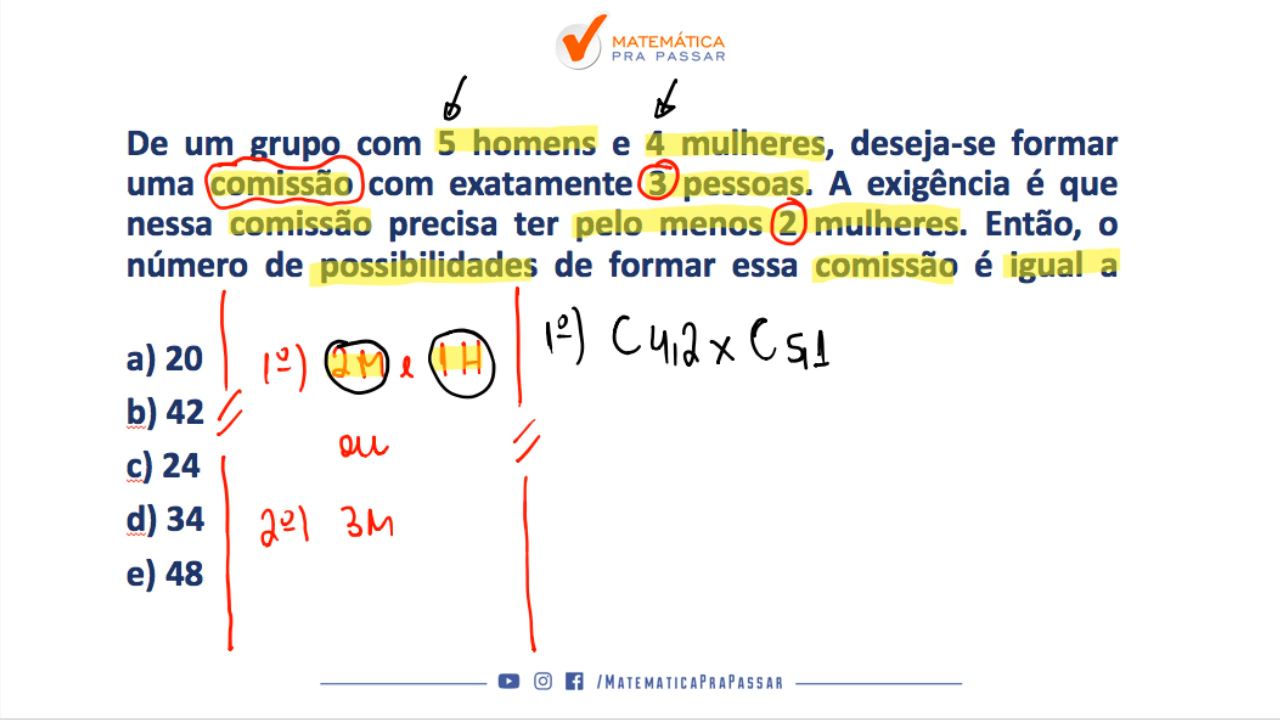 MATEMÁTICA
PRA PASSAR
De um grupo com 5 homens e 4 mulheres, deseja-se formar
uma comissão com exatamente 3 pessoas. A exigência é que
nessa comissão precisa ter pelo menos 2 mulheres. Então, o
número de possibilidades de formar essa comissão é igual a
a) 20
b) 42
c) 24
d) 34
e) 48
1º) 2M e 1H
ou
2º) 3M
1º) C4,2 x C5,1
/MATEMATICAPRAPASSAR